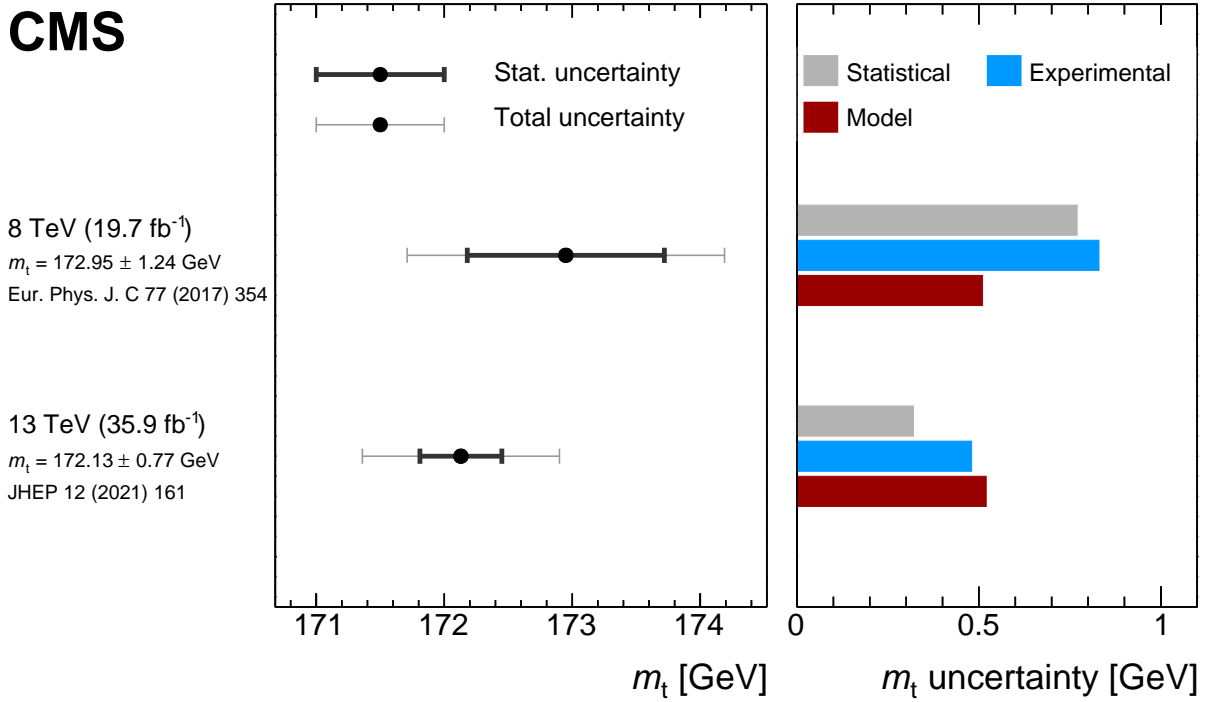 CMS
Stat. uncertainty
Total uncertainty
Statistical
Experimental
Model
8 TeV (19.7 fb⁻¹)
mₜ = 172.95 ± 1.24 GeV
Eur. Phys. J. C 77 (2017) 354
13 TeV (35.9 fb⁻¹)
mₜ = 172.13 ± 0.77 GeV
JHEP 12 (2021) 161
171 172 173 174
mₜ [GeV]
0 0.5 1
mₜ uncertainty [GeV]